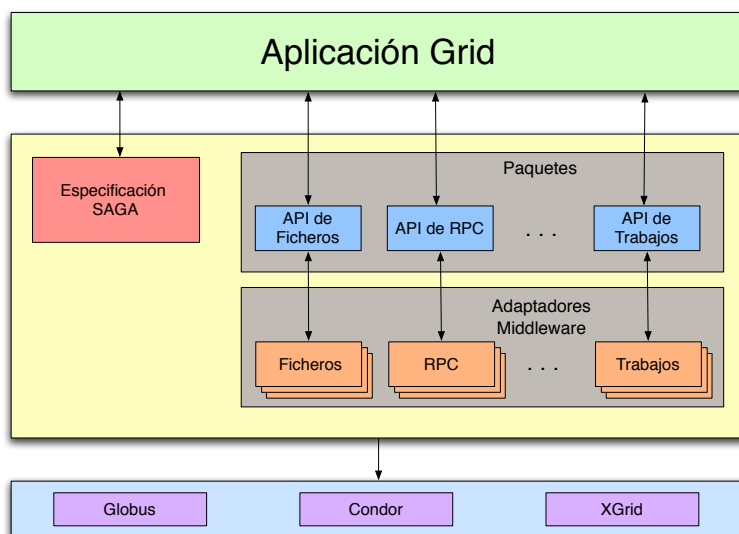 Aplicación Grid
Especificación
SAGA
Paquetes
API de
Ficheros
API de RPC
. . .
API de
Trabajos
Adaptadores
Middleware
Ficheros
RPC
. . .
Trabajos
Globus
Condor
XGrid